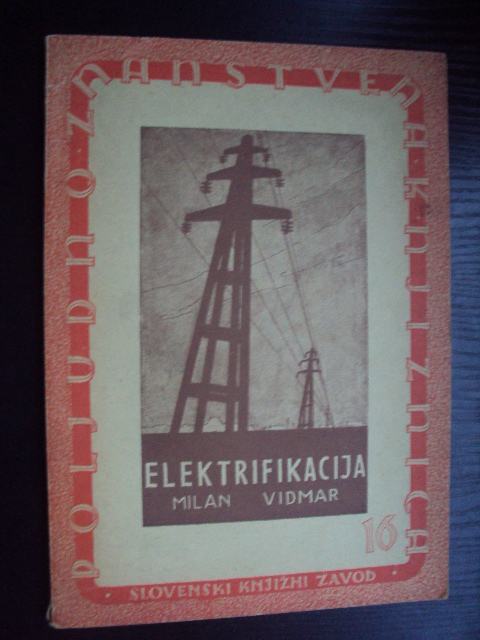 POLJUDNOZNANSTVENA KNJIŽNICA
ELEKTRIFIKACIJA
MILAN VIDMAR
16
SLOVENSKI KNJIŽNI ZAVOD